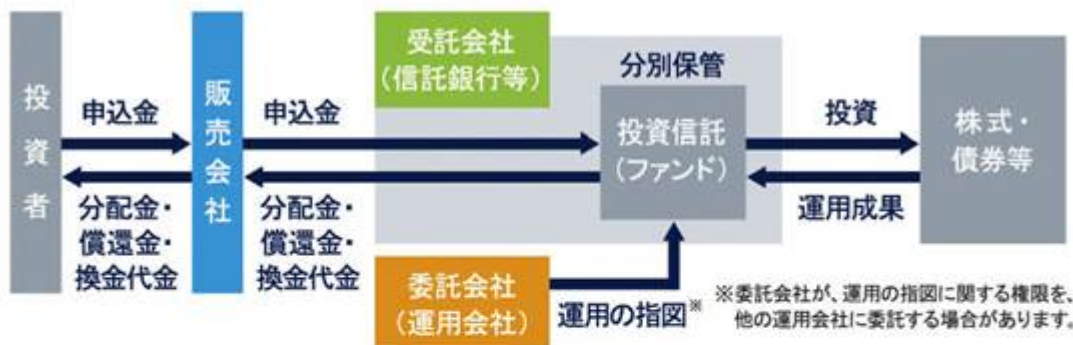 投資者
申込金
分配金・
償還金・
換金代金
販売会社
申込金
分配金・
償還金・
換金代金
受託会社
(信託銀行等)
分別保管
投資信託
(ファンド)
委託会社
(運用会社)
運用の指図※
投資
運用成果
株式・
債券等
※委託会社が、運用の指図に関する権限を、
他の運用会社に委託する場合があります。